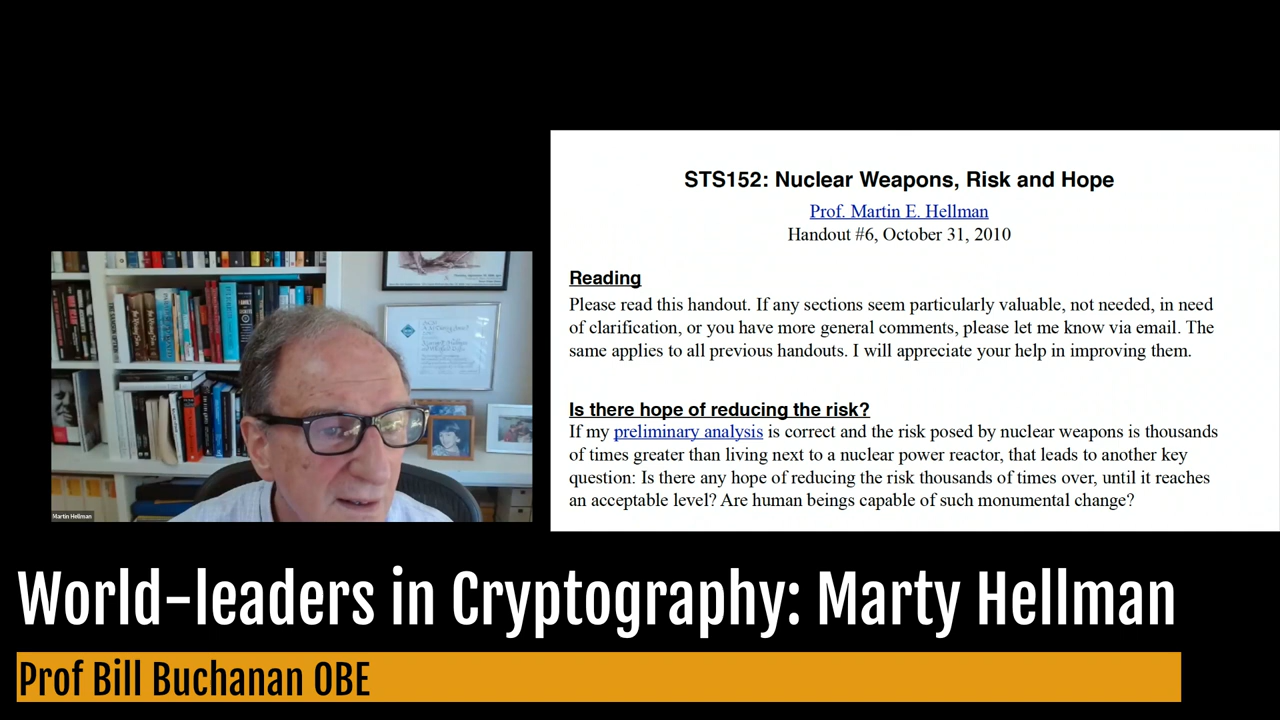 STS152: Nuclear Weapons, Risk and Hope
Prof. Martin E. Hellman
Handout #6, October 31, 2010
Reading
Please read this handout. If any sections seem particularly valuable, not needed, in need
of clarification, or you have more general comments, please let me know via email. The
same applies to all previous handouts. I will appreciate your help in improving them.
Is there hope of reducing the risk?
If my preliminary analysis is correct and the risk posed by nuclear weapons is thousands
of times greater than living next to a nuclear power reactor, that leads to another key
question: Is there any hope of reducing the risk thousands of times over, until it reaches
an acceptable level? Are human beings capable of such monumental change?
Martin Hellman
World-leaders in Cryptography: Marty Hellman
Prof Bill Buchanan OBE